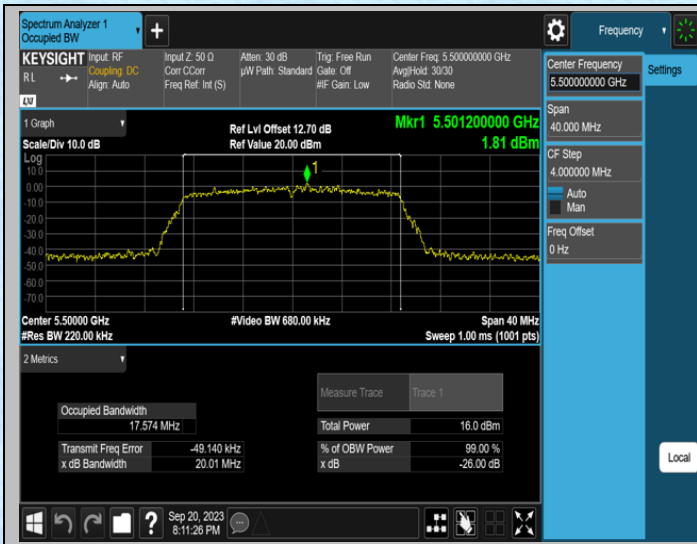 Spectrum Analyzer 1
Occupied BW
Frequency
KEYSIGHT
RL
LXI
Input: RF
Coupling: DC
Align: Auto
Input Z: 50 Ω
Corr CCorr
Freq Ref: Int (S)
Atten: 30 dB
µW Path: Standard
Trig: Free Run
Gate: Off
#IF Gain: Low
Center Freq: 5.500000000 GHz
Avg|Hold: 30/30
Radio Std: None
Center Frequency
5.500000000 GHz
Settings
Span
40.000 MHz
CF Step
4.000000 MHz
Auto
Man
Freq Offset
0 Hz
Local
1 Graph
Scale/Div 10.0 dB
Ref Lvl Offset 12.70 dB
Ref Value 20.00 dBm
Mkr1 5.501200000 GHz
1.81 dBm
Log
10.0
0.00
-10.0
-20.0
-30.0
-40.0
-50.0
-60.0
-70.0
1
Center 5.50000 GHz
#Res BW 220.00 kHz
#Video BW 680.00 kHz
Span 40 MHz
Sweep 1.00 ms (1001 pts)
2 Metrics
Measure Trace
Trace 1
Occupied Bandwidth
17.574 MHz
Total Power
16.0 dBm
Transmit Freq Error
-49.140 kHz
% of OBW Power
99.00 %
x dB Bandwidth
20.01 MHz
x dB
-26.00 dB
?
Sep 20, 2023
8:11:26 PM